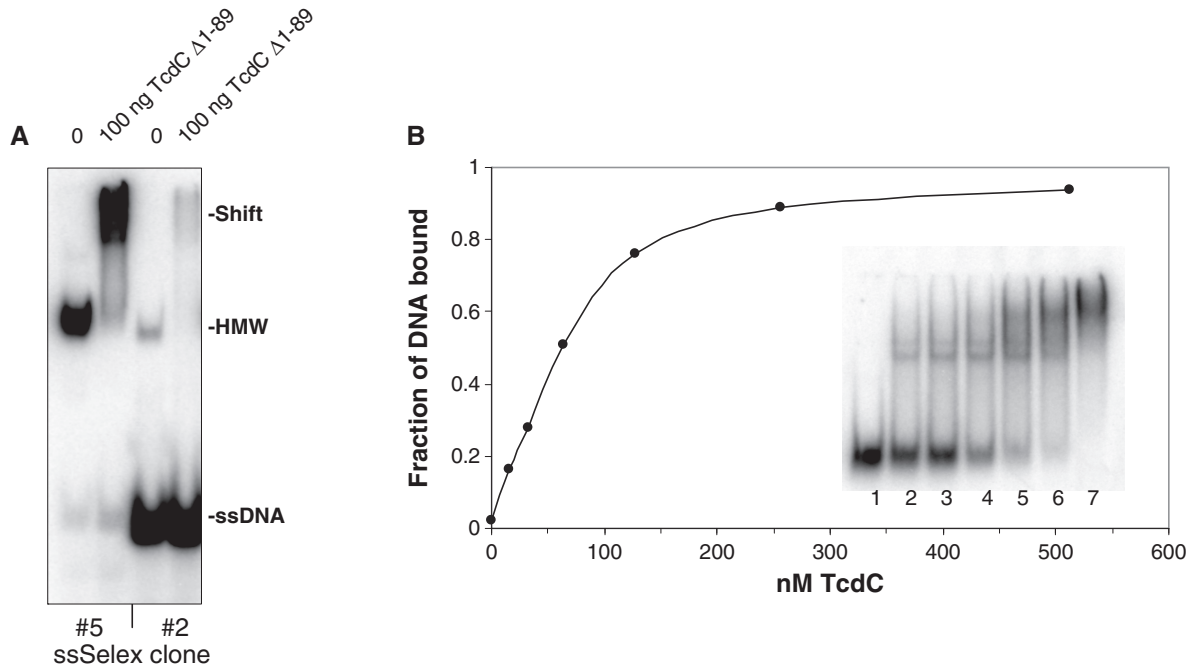 A
0
100 ng TcdC Δ1-89
0
100 ng TcdC Δ1-89
-Shift
-HMW
-ssDNA
#5
#2
ssSelex clone
B
Fraction of DNA bound
1
0.8
0.6
0.4
0.2
0
0 100 200 300 400 500 600
nM TcdC
1 2 3 4 5 6 7